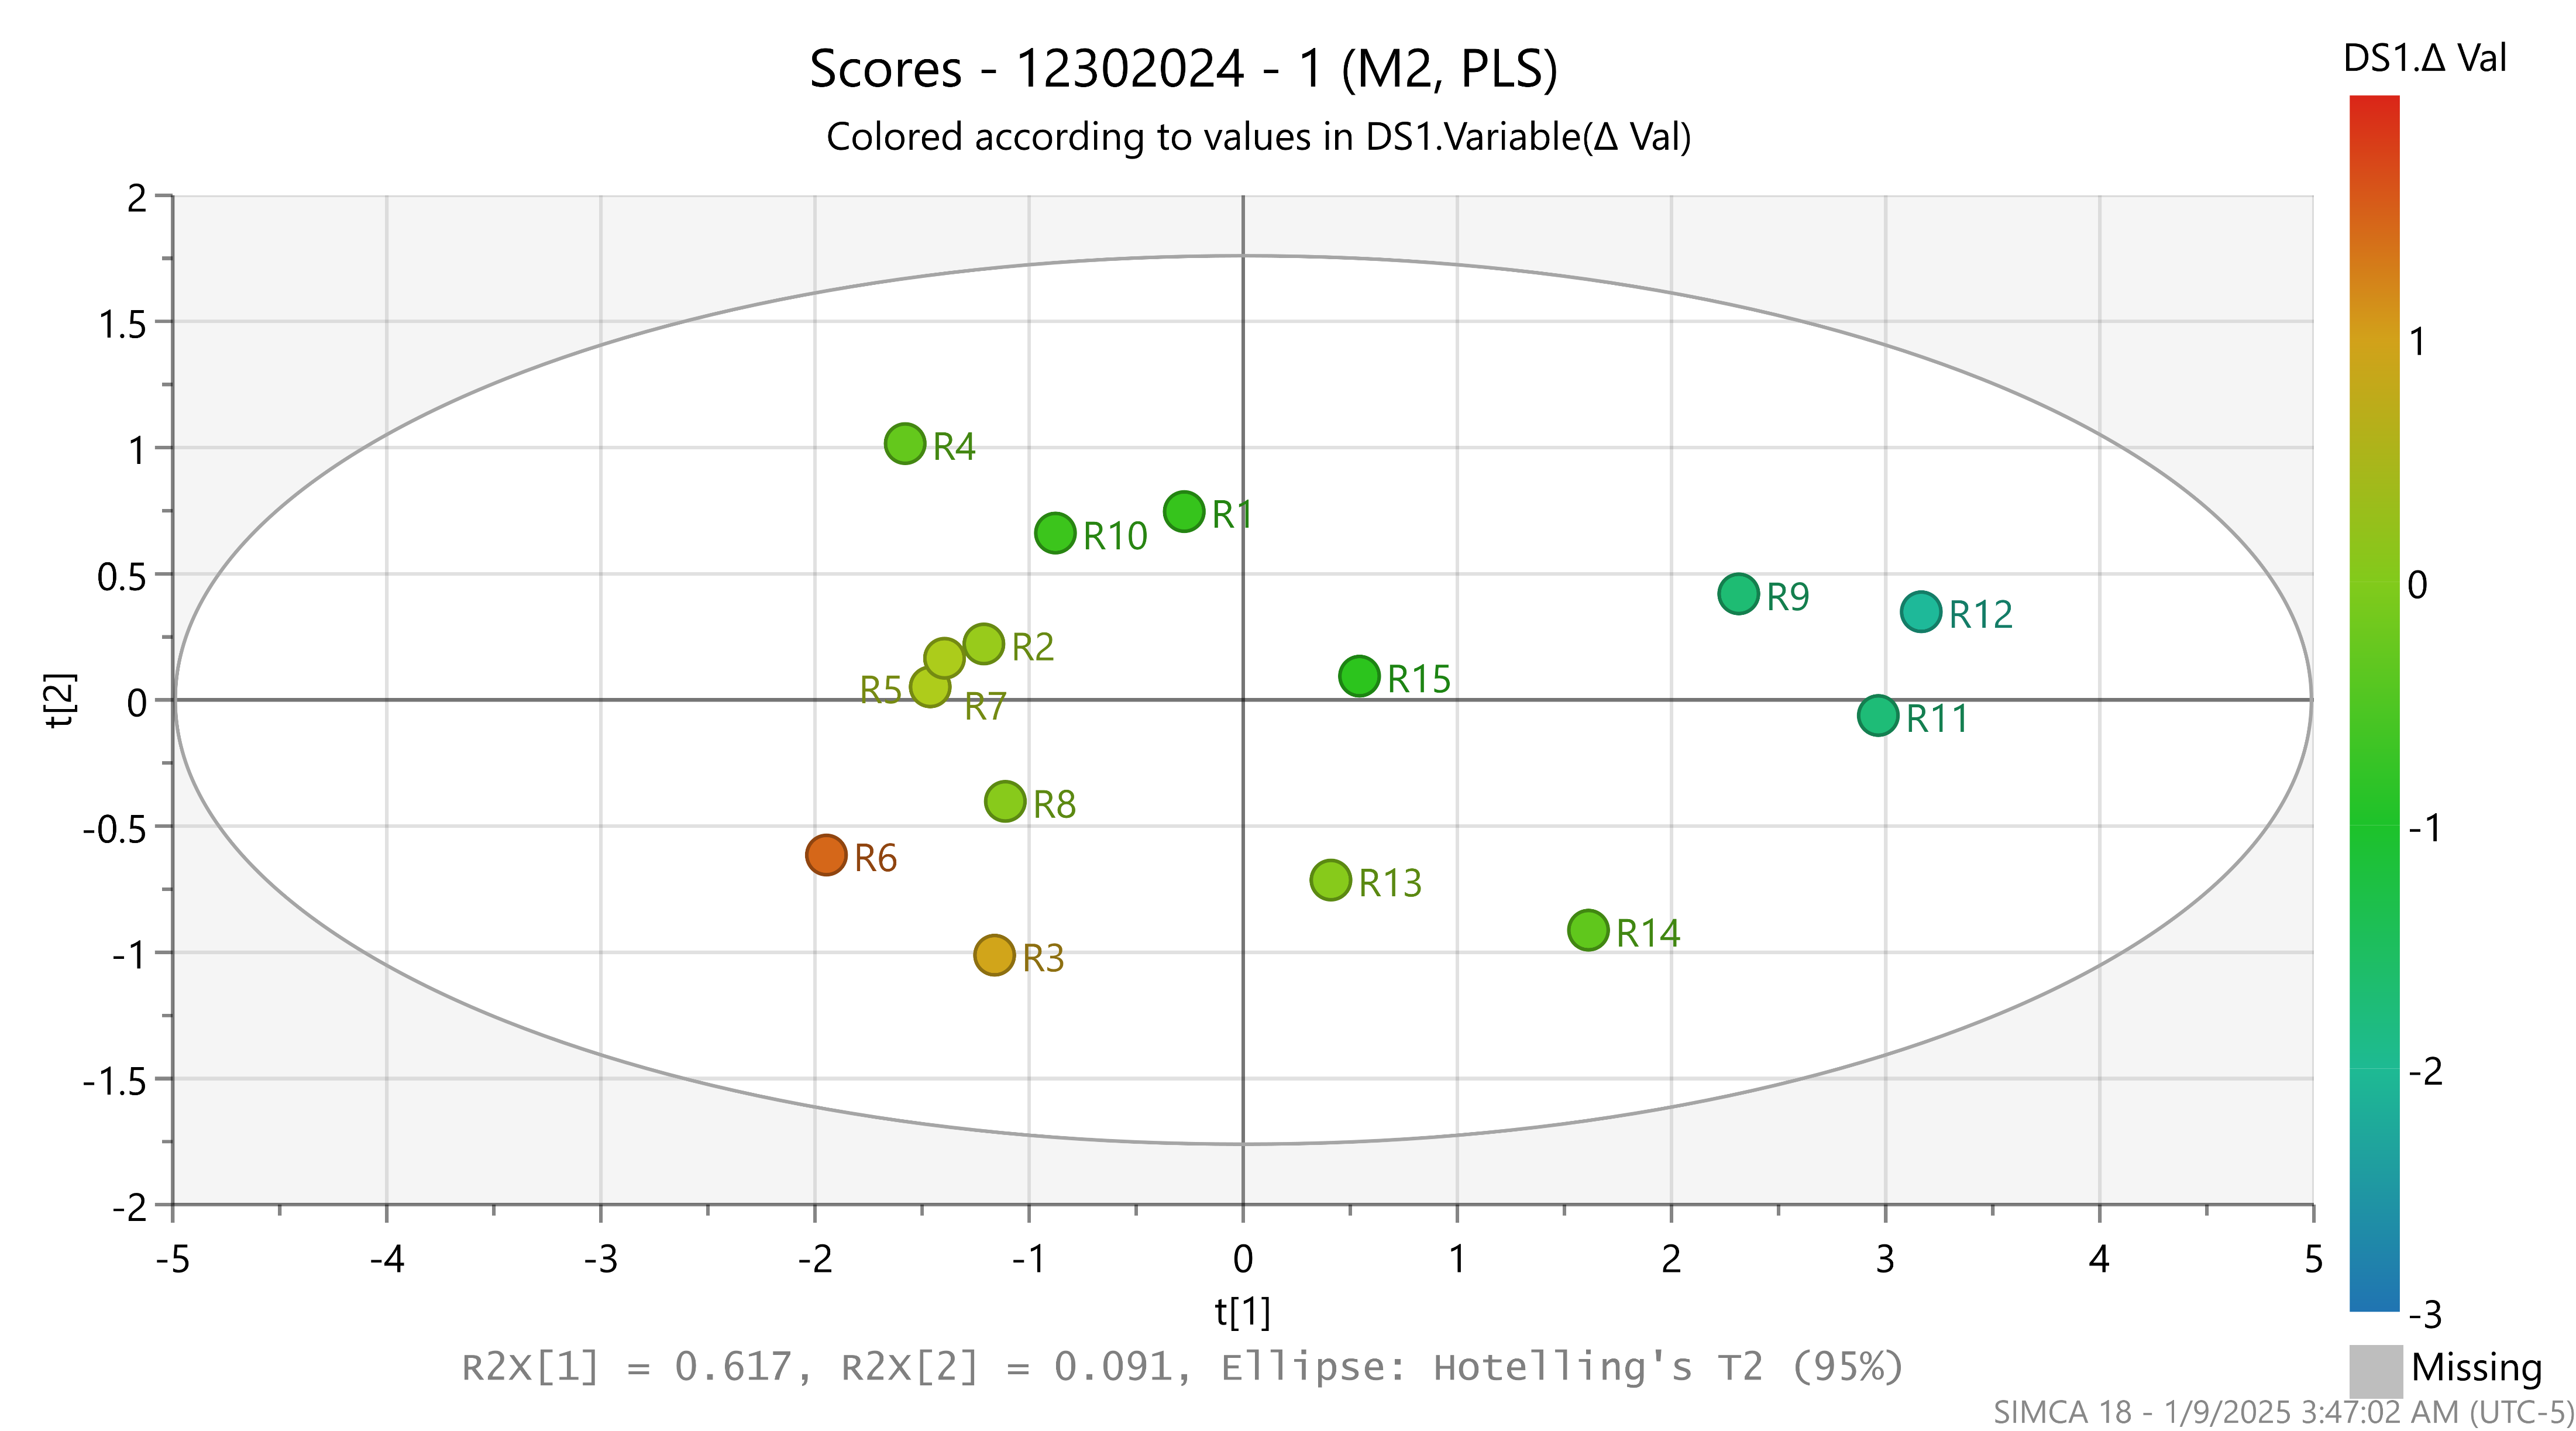 Scores - 12302024 - 1 (M2, PLS)
Colored according to values in DS1.Variable(Δ Val)
DS1.Δ Val
1
0
-1
-2
-3
Missing
t[2]
2
1.5
1
0.5
0
-0.5
-1
-1.5
-2
R4
R10
R1
R9
R12
R2
R5
R7
R15
R11
R8
R6
R13
R14
R3
-5
-4
-3
-2
-1
0
1
2
3
4
5
t[1]
R2X[1] = 0.617, R2X[2] = 0.091, Ellipse: Hotelling's T2 (95%)
SIMCA 18 - 1/9/2025 3:47:02 AM (UTC-5)